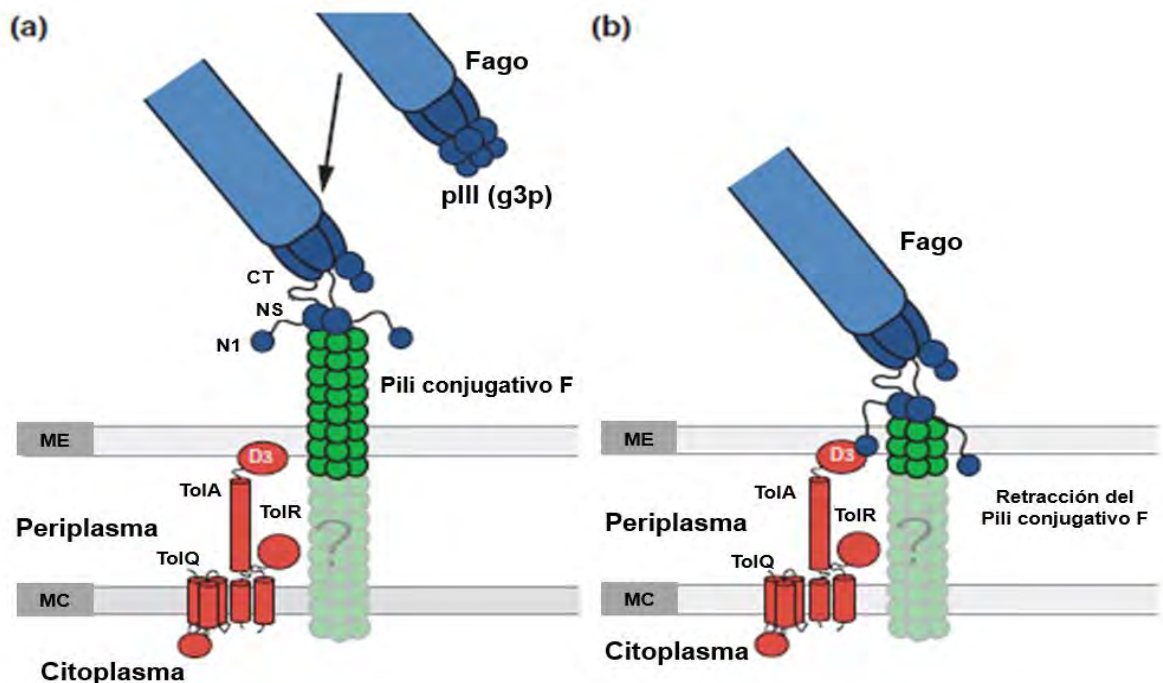 (a)
Fago
pIII (g3p)
CT
NS
N1
Pili conjugativo F
ME
D3
TolA
TolR
Periplasma
?
TolQ
MC
Citoplasma
(b)
Fago
ME
D3
TolA
TolR
Retracción del
Pili conjugativo F
Periplasma
?
TolQ
MC
Citoplasma